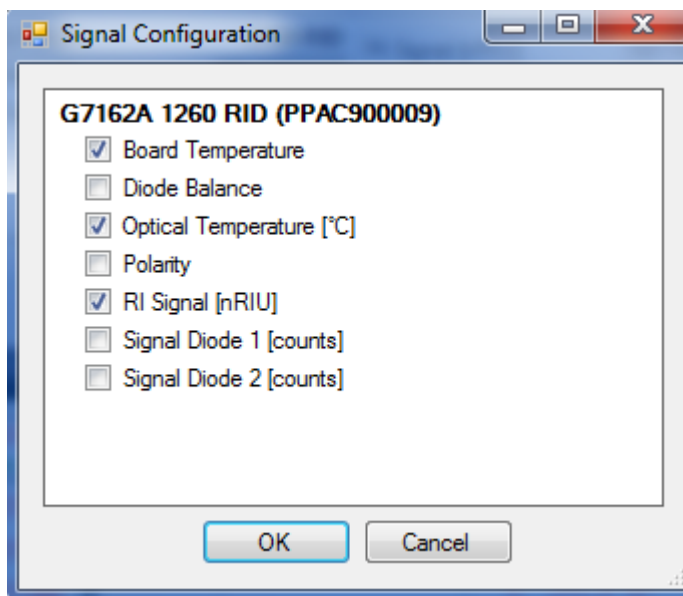 Signal Configuration
G7162A 1260 RID (PPAC900009)
Board Temperature
Diode Balance
Optical Temperature [°C]
Polarity
RI Signal [nRIU]
Signal Diode 1 [counts]
Signal Diode 2 [counts]
OK Cancel